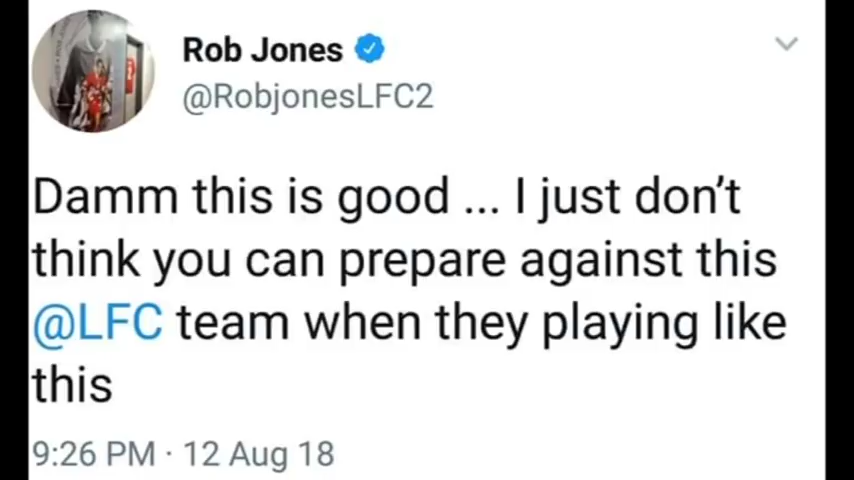 Rob Jones
@RobjonesLFC2
Damm this is good ... I just don't
think you can prepare against this
@LFC team when they playing like
this
9:26 PM · 12 Aug 18